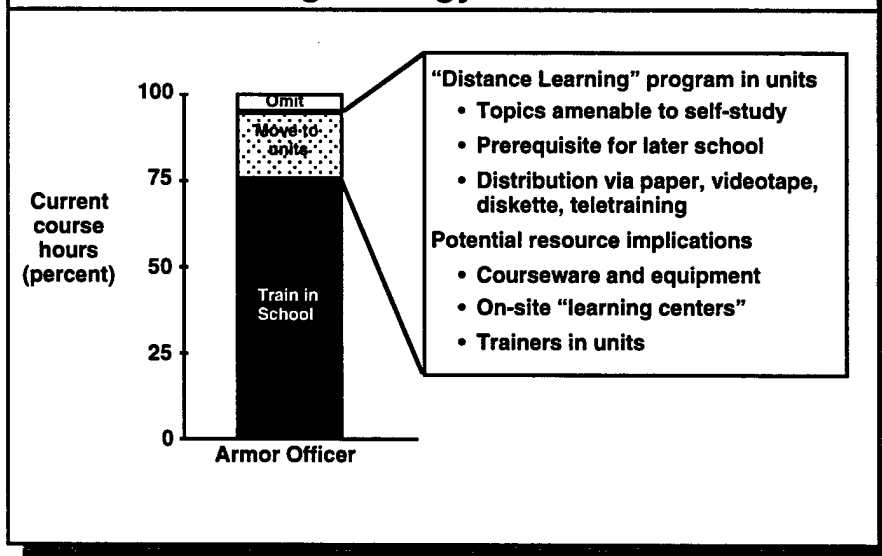 100
75
50
25
0
Current
course
hours
(percent)
Omit
Move to
units
Train in
School
Armor Officer
“Distance Learning” program in units
• Topics amenable to self-study
• Prerequisite for later school
• Distribution via paper, videotape,
diskette, teletraining
Potential resource implications
• Courseware and equipment
• On-site “learning centers”
• Trainers in units